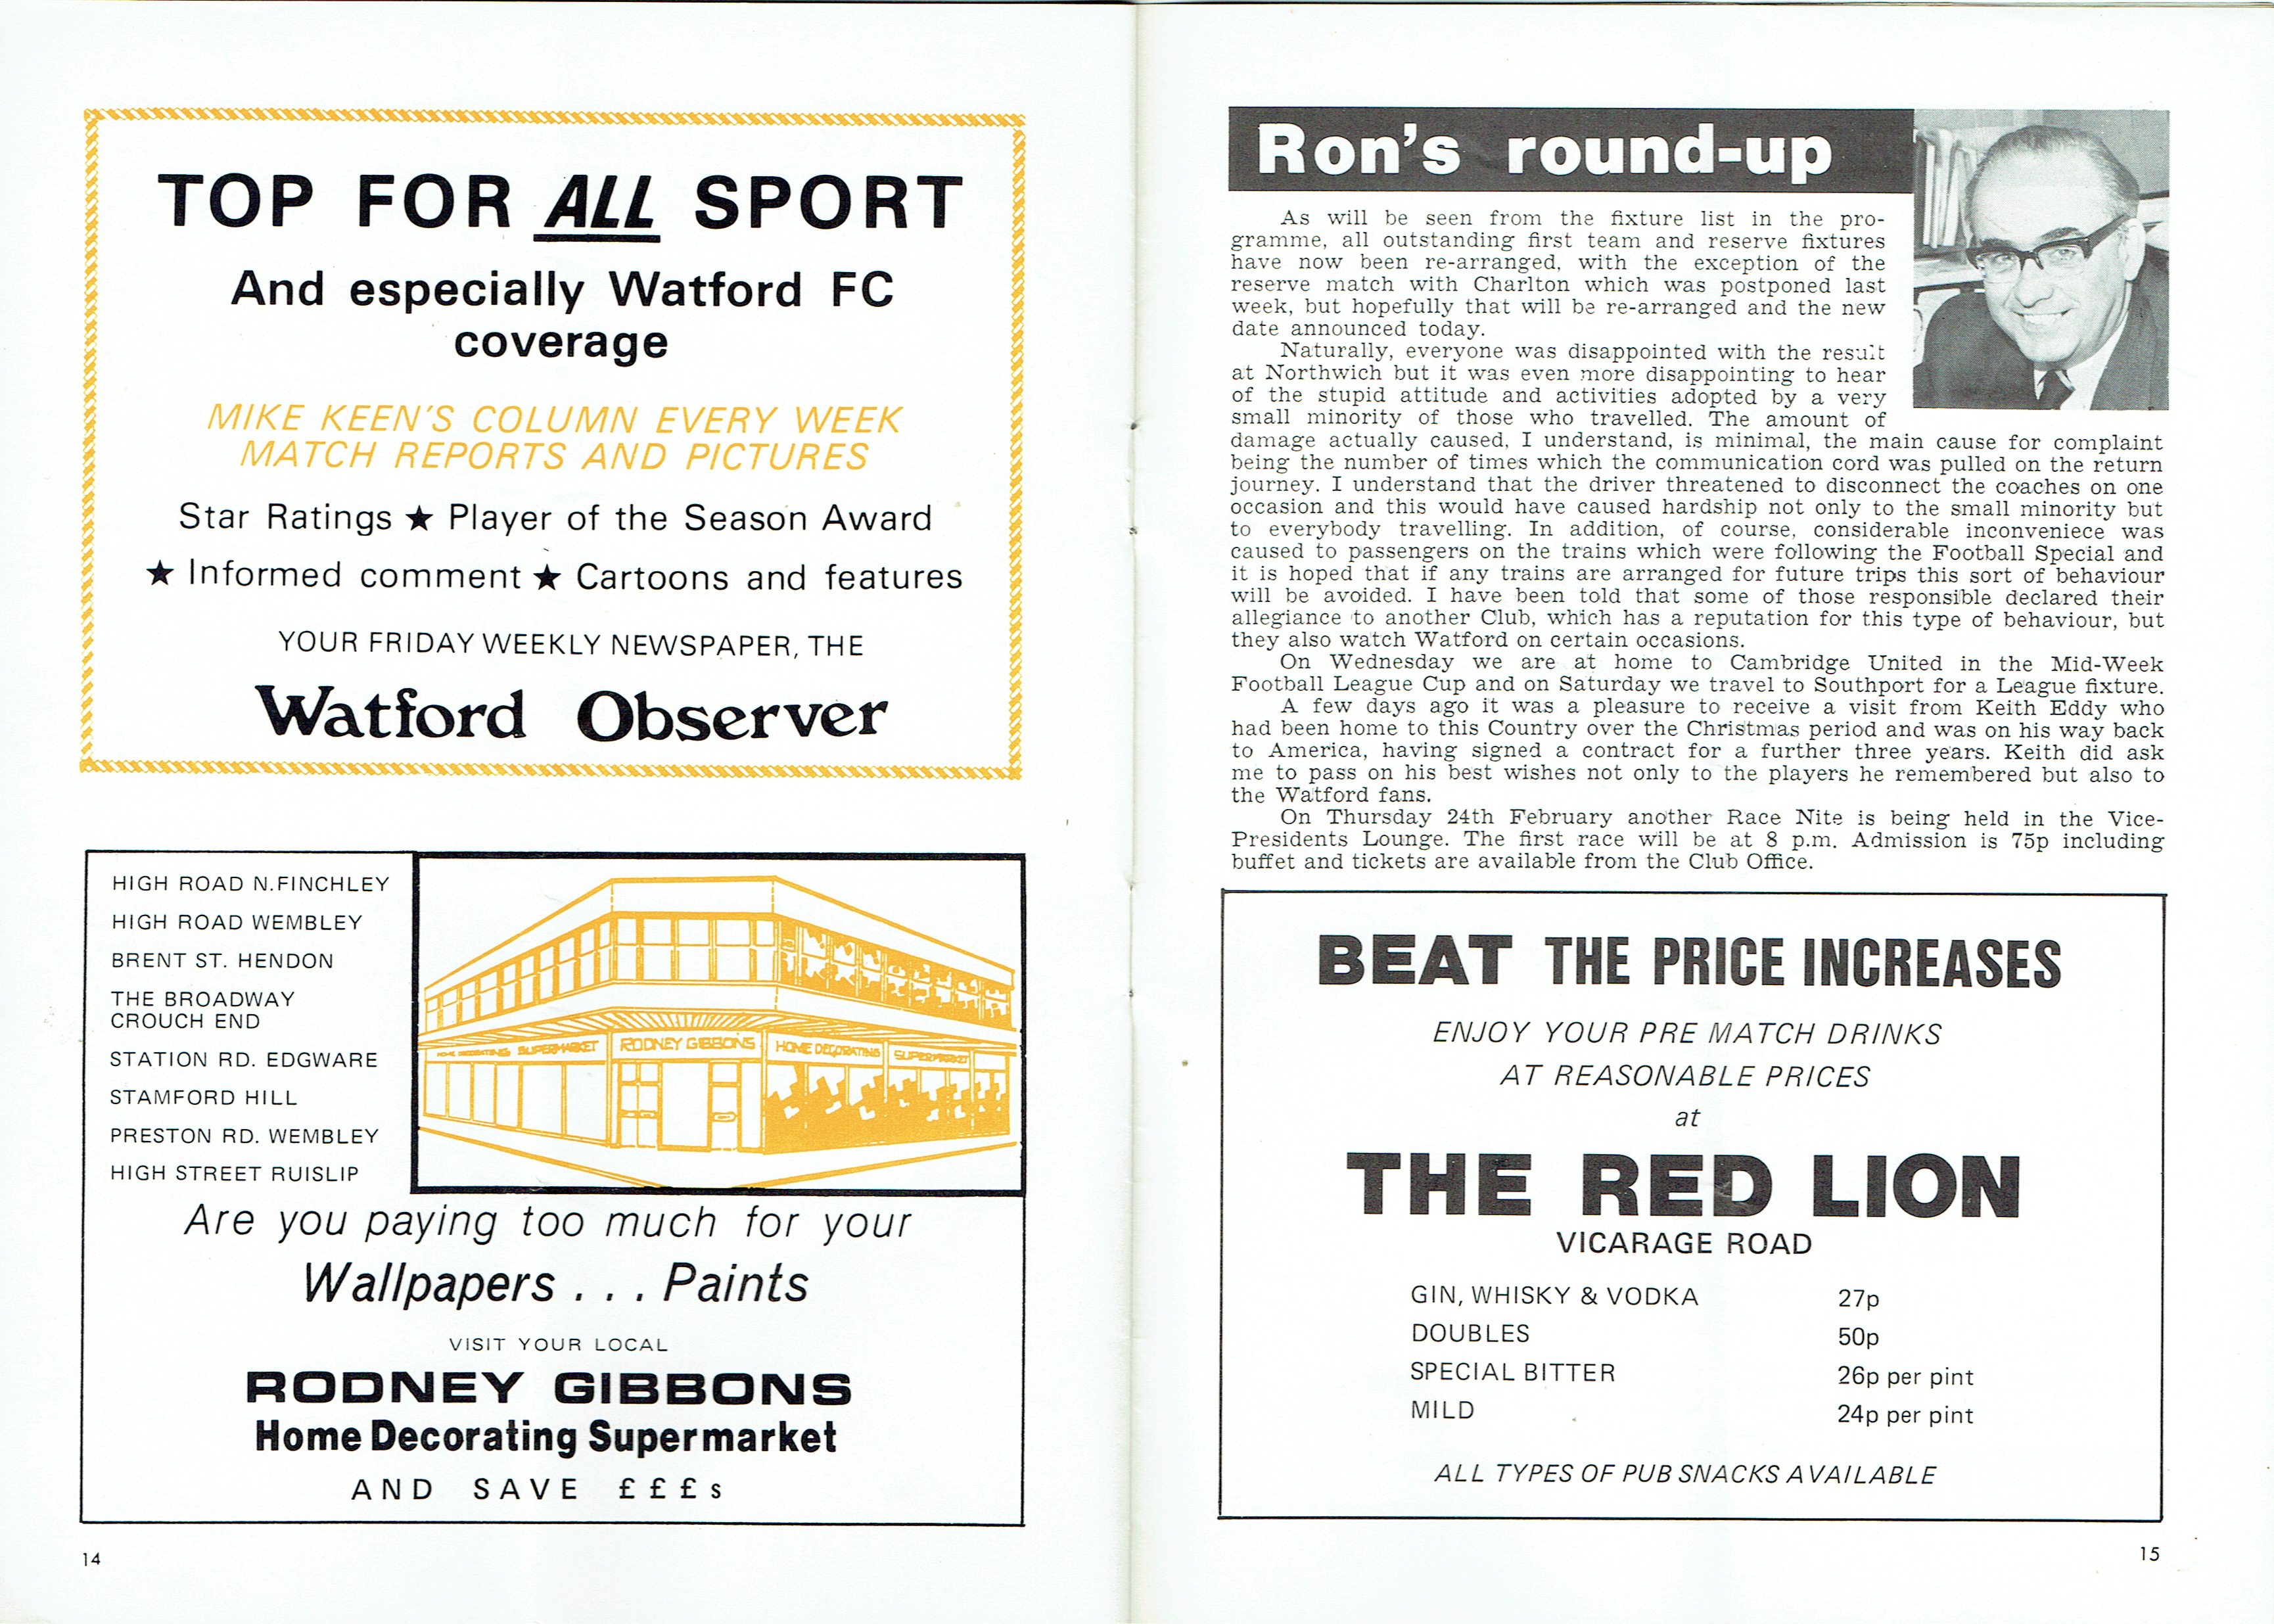 TOP FOR ALL SPORT
And especially Watford FC
coverage
MIKE KEEN'S COLUMN EVERY WEEK
MATCH REPORTS AND PICTURES
Star Ratings ★ Player of the Season Award
★ Informed comment ★ Cartoons and features
YOUR FRIDAY WEEKLY NEWSPAPER, THE
Watford Observer
HIGH ROAD N.FINCHLEY
HIGH ROAD WEMBLEY
BRENT ST. HENDON
THE BROADWAY
CROUCH END
STATION RD. EDGWARE
STAMFORD HILL
PRESTON RD. WEMBLEY
HIGH STREET RUISLIP
HOME DECORATING SUPERMARKET RODNEY GIBBONS HOME DECORATING SUPERMARKET
Are you paying too much for your
Wallpapers . . . Paints
VISIT YOUR LOCAL
RODNEY GIBBONS
Home Decorating Supermarket
AND SAVE £££s
14
Ron's round-up
As will be seen from the fixture list in the pro-
gramme, all outstanding first team and reserve fixtures
have now been re-arranged, with the exception of the
reserve match with Charlton which was postponed last
week, but hopefully that will be re-arranged and the new
date announced today.
Naturally, everyone was disappointed with the result
at Northwich but it was even more disappointing to hear
of the stupid attitude and activities adopted by a very
small minority of those who travelled. The amount of
damage actually caused, I understand, is minimal, the main cause for complaint
being the number of times which the communication cord was pulled on the return
journey. I understand that the driver threatened to disconnect the coaches on one
occasion and this would have caused hardship not only to the small minority but
to everybody travelling. In addition, of course, considerable inconveniece was
caused to passengers on the trains which were following the Football Special and
it is hoped that if any trains are arranged for future trips this sort of behaviour
will be avoided. I have been told that some of those responsible declared their
allegiance to another Club, which has a reputation for this type of behaviour, but
they also watch Watford on certain occasions.
On Wednesday we are at home to Cambridge United in the Mid-Week
Football League Cup and on Saturday we travel to Southport for a League fixture.
A few days ago it was a pleasure to receive a visit from Keith Eddy who
had been home to this Country over the Christmas period and was on his way back
to America, having signed a contract for a further three years. Keith did ask
me to pass on his best wishes not only to the players he remembered but also to
the Watford fans.
On Thursday 24th February another Race Nite is being held in the Vice-
Presidents Lounge. The first race will be at 8 p.m. Admission is 75p including
buffet and tickets are available from the Club Office.
BEAT THE PRICE INCREASES
ENJOY YOUR PRE MATCH DRINKS
AT REASONABLE PRICES
at
THE RED LION
VICARAGE ROAD
GIN, WHISKY & VODKA 27p
DOUBLES 50p
SPECIAL BITTER 26p per pint
MILD 24p per pint
ALL TYPES OF PUB SNACKS AVAILABLE
15